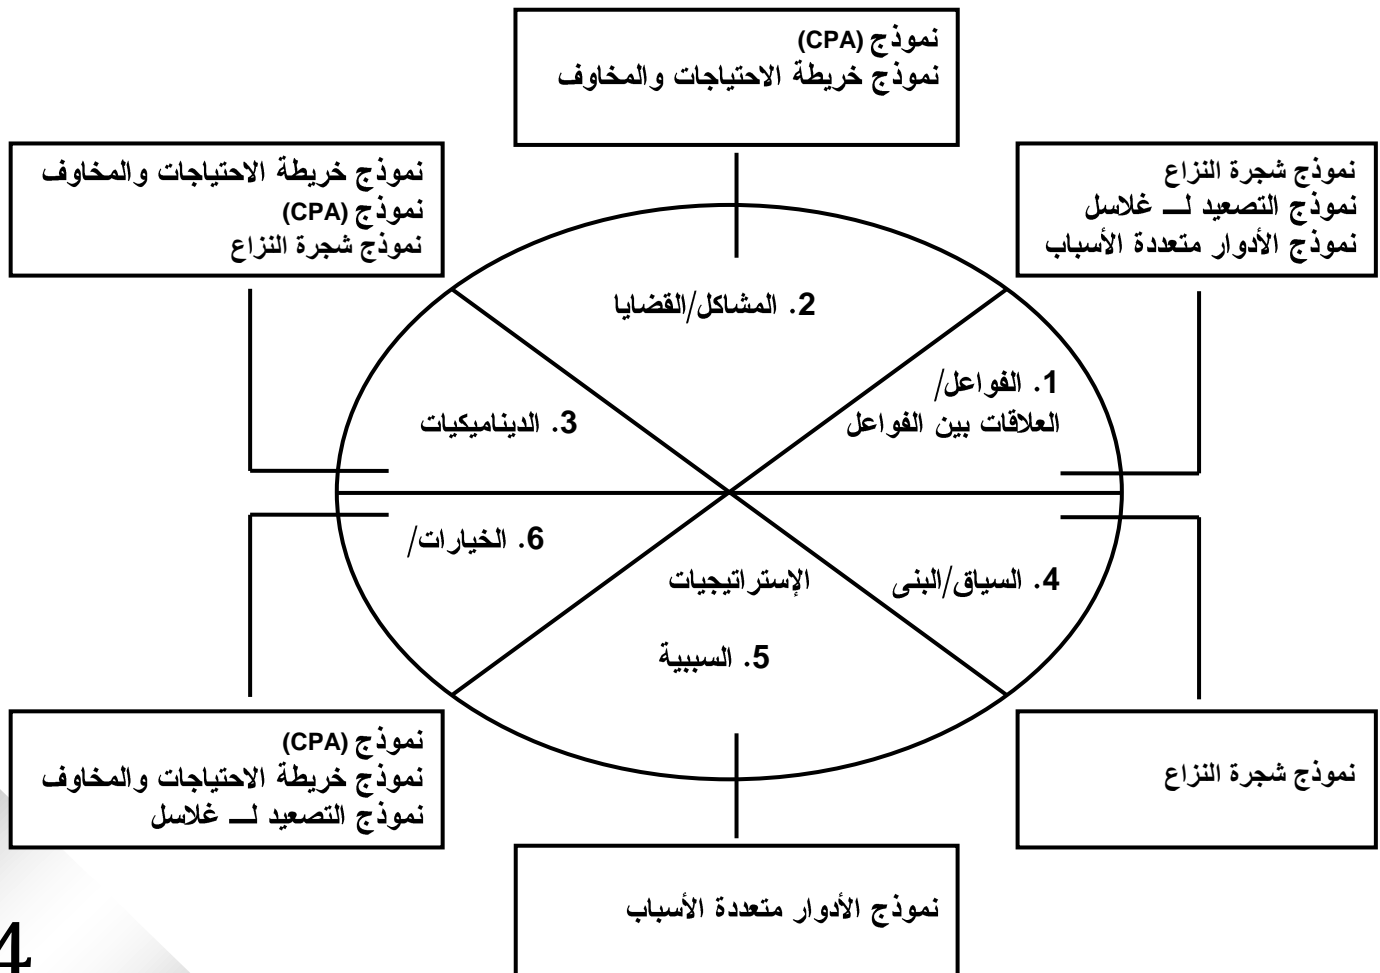 نموذج (CPA)
نموذج خريطة الاحتياجات والمخاوف
نموذج شجرة النزاع
نموذج التصعيد لــ غلاسل
نموذج الأدوار متعددة الأسباب
نموذج خريطة الاحتياجات والمخاوف
نموذج (CPA)
نموذج شجرة النزاع
2. المشاكل/القضايا
1. الفواعل/
العلاقات بين الفواعل
3. الديناميكيات
6. الخيارات/
الإستراتيجيات
4. السياق/البنى
5. السببية
نموذج شجرة النزاع
نموذج (CPA)
نموذج خريطة الاحتياجات والمخاوف
نموذج التصعيد لــ غلاسل
نموذج الأدوار متعددة الأسباب
4